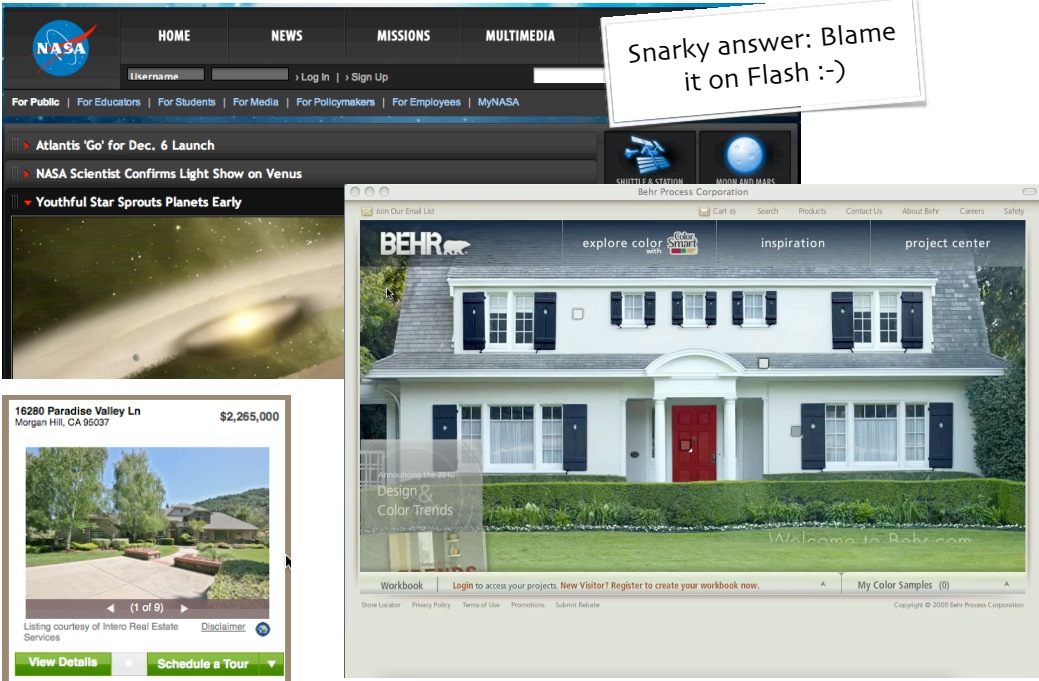 NASA
HOME
NEWS
MISSIONS
MULTIMEDIA
Snarky answer: Blame
it on Flash :-)
Username
› Log In | › Sign Up
For Public | For Educators | For Students | For Media | For Policymakers | For Employees | MyNASA
Atlantis 'Go' for Dec. 6 Launch
NASA Scientist Confirms Light Show on Venus
Youthful Star Sprouts Planets Early
SHUTTLE & STATION
MOON AND MARS
Behr Process Corporation
Join Our Email List
Cart
Search
Products
Contact Us
About Behr
Careers
Safety
BEHR
explore color with Color Smart
inspiration
project center
Announcing the 2010
Design &
Color Trends
TRENDS
Welcome to Behr.com
Workbook
Login to access your projects. New Visitor? Register to create your workbook now.
My Color Samples (0)
Store Locator Privacy Policy Terms of Use Promotions Submit Rebate
Copyright © 2009 Behr Process Corporation
16280 Paradise Valley Ln
$2,265,000
Morgan Hill, CA 95037
(1 of 9)
Listing courtesy of Intero Real Estate
Services
Disclaimer
View Details
Schedule a Tour